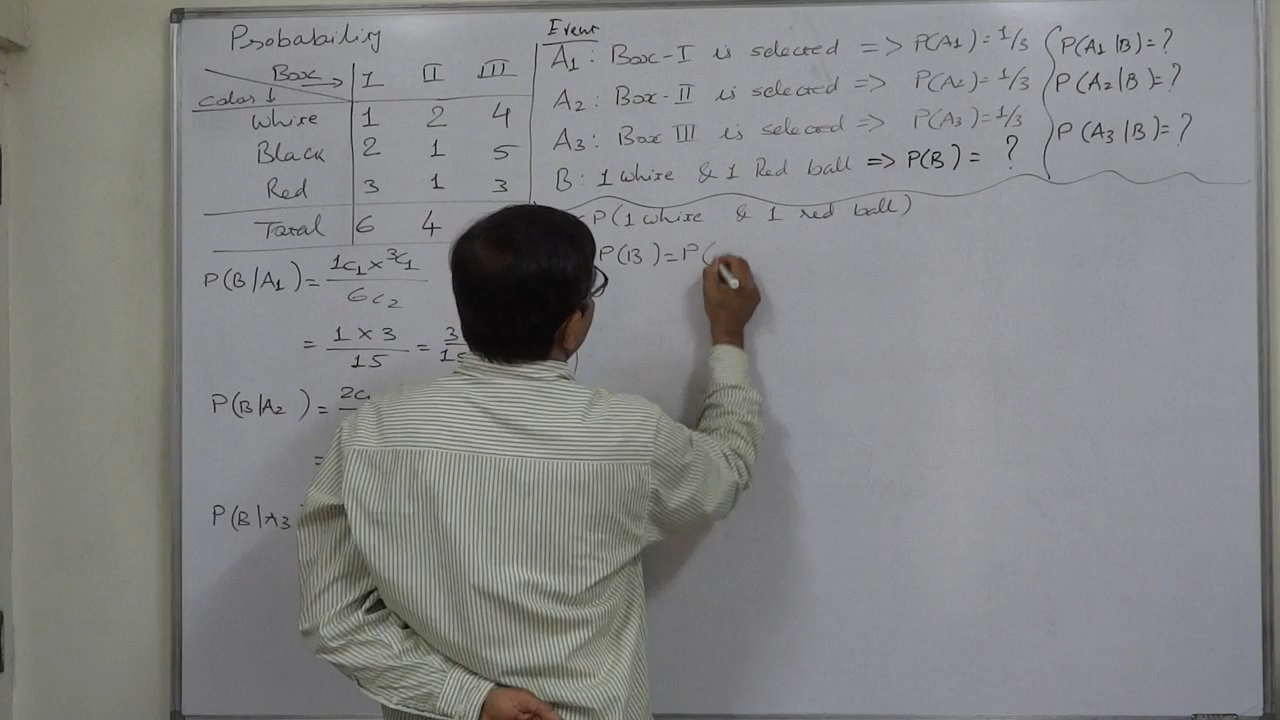 Probability
Box → I II III
Color ↓
White 1 2 4
Black 2 1 5
Red 3 1 3
Total 6 4
P(B/A1) = 1C1 × 3C1
6C2
= 1 × 3 = 3
15 15
P(B/A2) = 2C1
=
P(B/A3
Event
A1 : Box-I is selected => P(A1) = 1/3
A2 : Box-II is selected => P(A2) = 1/3
A3 : Box III is selected => P(A3) = 1/3
B : 1 White & 1 Red ball => P(B) = ?
P(A1|B) = ?
P(A2|B) = ?
P(A3|B) = ?
P(1 white & 1 red ball)
P(B) = P(